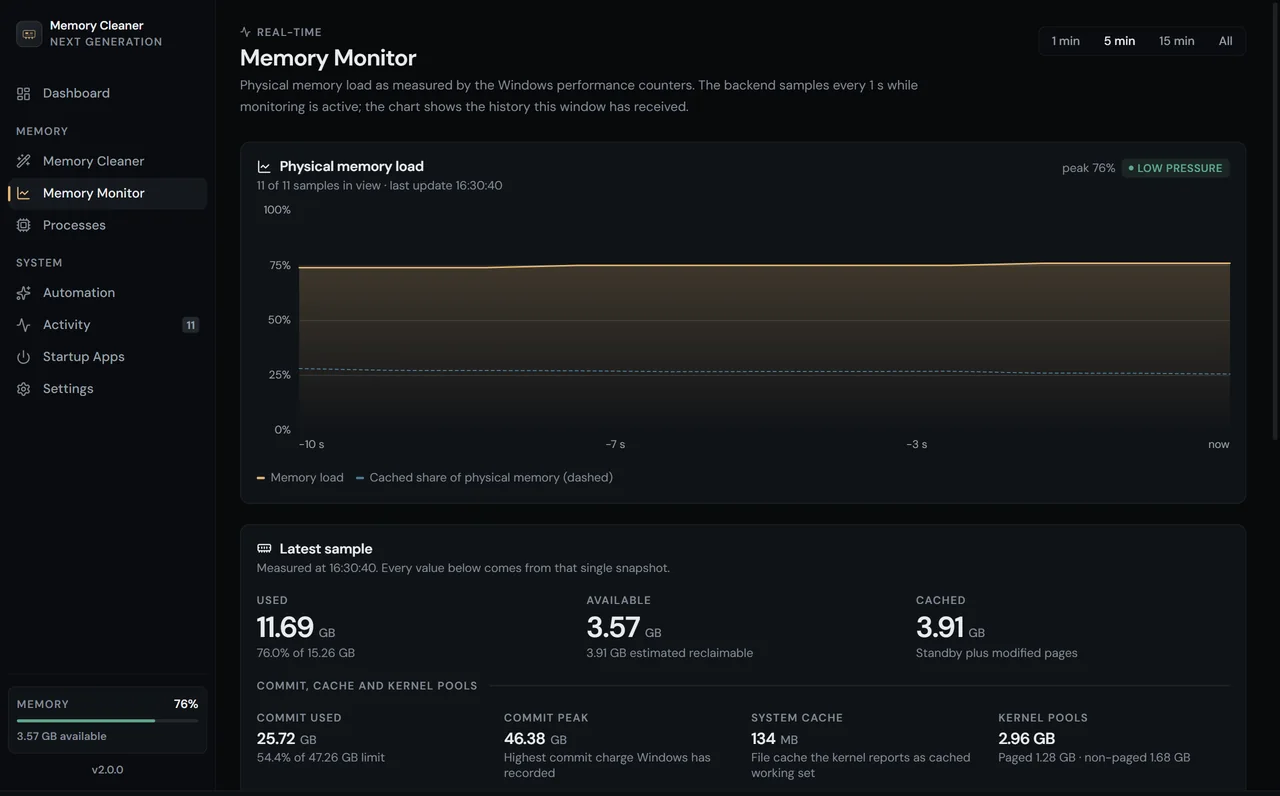 Memory Cleaner
NEXT GENERATION
Dashboard
MEMORY
Memory Cleaner
Memory Monitor
Processes
SYSTEM
Automation
Activity 11
Startup Apps
Settings
MEMORY 76%
3.57 GB available
v2.0.0
REAL-TIME
Memory Monitor
Physical memory load as measured by the Windows performance counters. The backend samples every 1 s while
monitoring is active; the chart shows the history this window has received.
1 min 5 min 15 min All
Physical memory load
11 of 11 samples in view · last update 16:30:40
peak 76% LOW PRESSURE
100%
75%
50%
25%
0%
-10 s -7 s -3 s now
Memory load Cached share of physical memory (dashed)
Latest sample
Measured at 16:30:40. Every value below comes from that single snapshot.
USED AVAILABLE CACHED
11.69 GB 3.57 GB 3.91 GB
76.0% of 15.26 GB 3.91 GB estimated reclaimable Standby plus modified pages
COMMIT, CACHE AND KERNEL POOLS
COMMIT USED COMMIT PEAK SYSTEM CACHE KERNEL POOLS
25.72 GB 46.38 GB 134 MB 2.96 GB
54.4% of 47.26 GB limit Highest commit charge Windows has File cache the kernel reports as cached Paged 1.28 GB · non-paged 1.68 GB
recorded working set